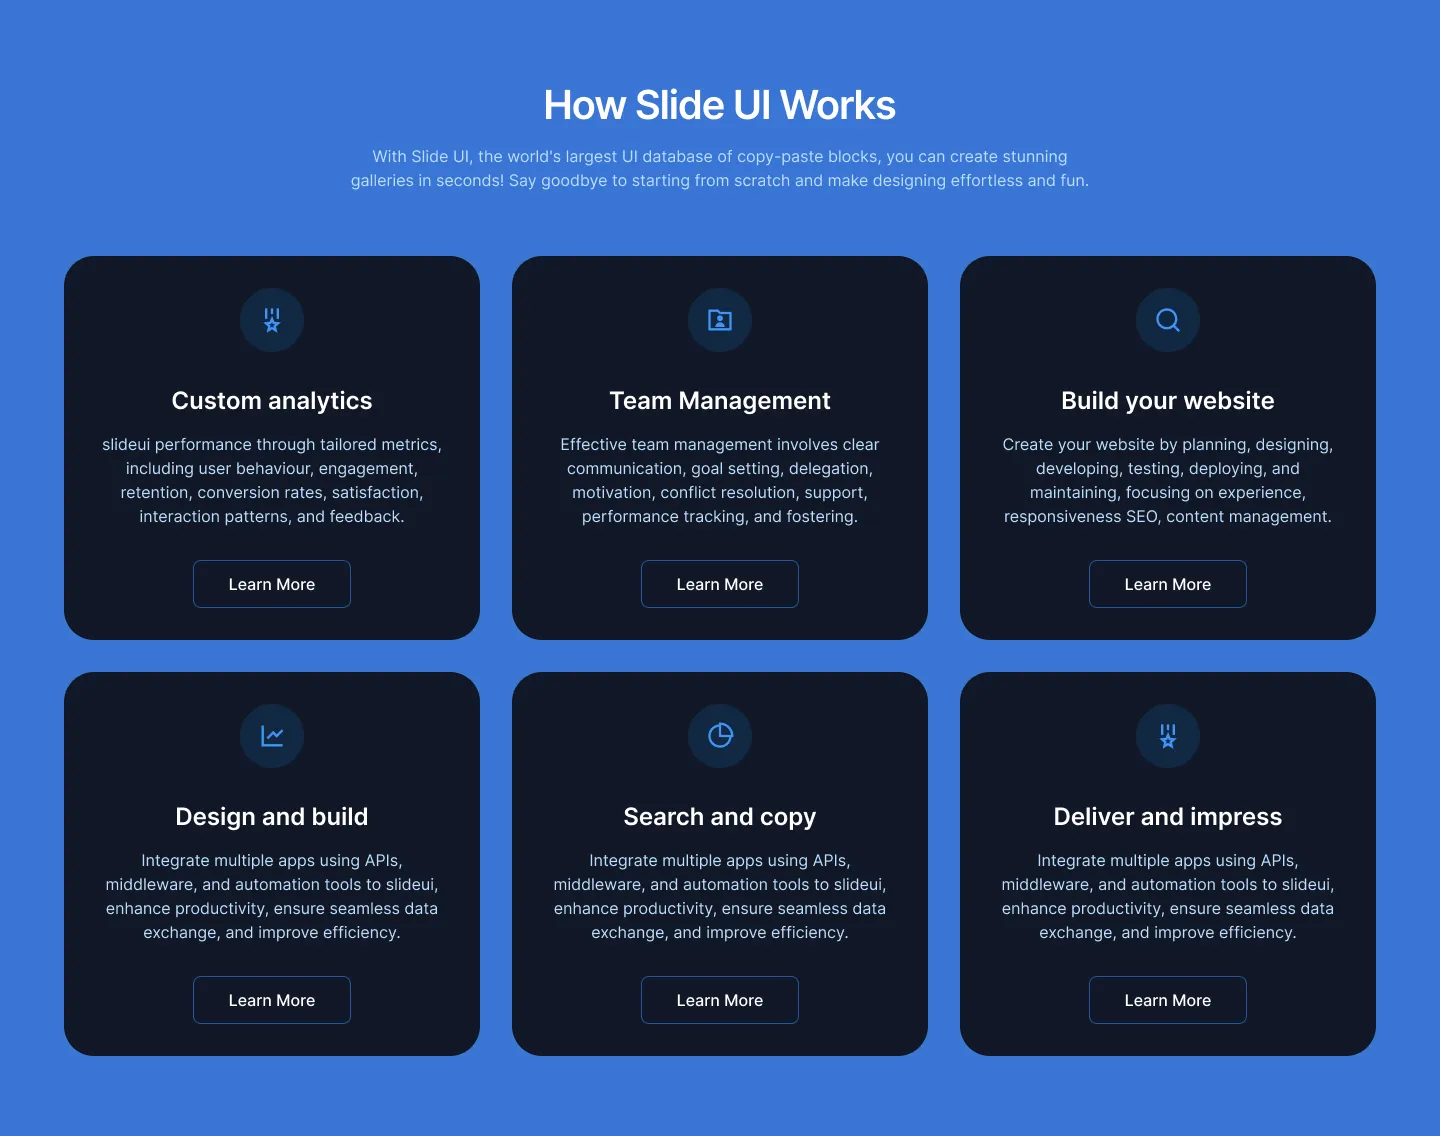 How Slide UI Works
With Slide UI, the world's largest UI database of copy-paste blocks, you can create stunning
galleries in seconds! Say goodbye to starting from scratch and make designing effortless and fun.
Custom analytics
slideui performance through tailored metrics,
including user behaviour, engagement,
retention, conversion rates, satisfaction,
interaction patterns, and feedback.
Learn More
Team Management
Effective team management involves clear
communication, goal setting, delegation,
motivation, conflict resolution, support,
performance tracking, and fostering.
Learn More
Build your website
Create your website by planning, designing,
developing, testing, deploying, and
maintaining, focusing on experience,
responsiveness SEO, content management.
Learn More
Design and build
Integrate multiple apps using APIs,
middleware, and automation tools to slideui,
enhance productivity, ensure seamless data
exchange, and improve efficiency.
Learn More
Search and copy
Integrate multiple apps using APIs,
middleware, and automation tools to slideui,
enhance productivity, ensure seamless data
exchange, and improve efficiency.
Learn More
Deliver and impress
Integrate multiple apps using APIs,
middleware, and automation tools to slideui,
enhance productivity, ensure seamless data
exchange, and improve efficiency.
Learn More